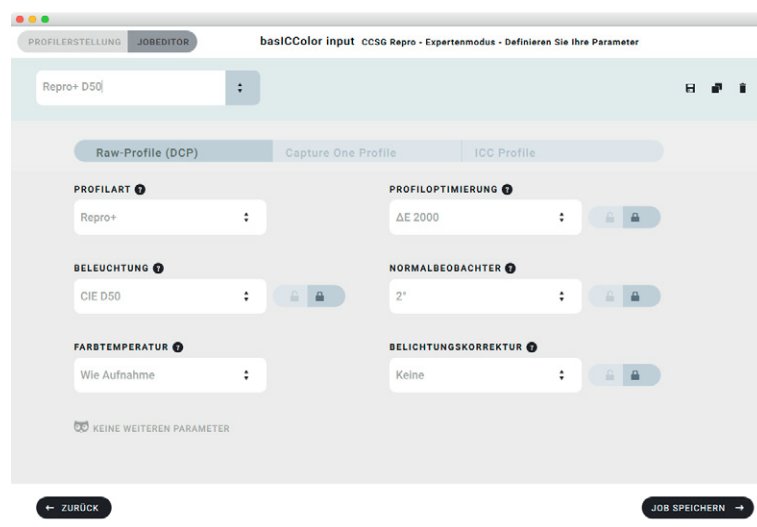 PROFILERSTELLUNG JOBEDITOR basICColor input CCSG Repro - Expertenmodus - Definieren Sie Ihre Parameter
Repro+ D50
Raw-Profile (DCP) Capture One Profile ICC Profile
PROFILART ? PROFILOPTIMIERUNG ?
Repro+ ΔE 2000
BELEUCHTUNG ? NORMALBEOBACHTER ?
CIE D50 2°
FARBTEMPERATUR ? BELICHTUNGSKORREKTUR ?
Wie Aufnahme Keine
KEINE WEITEREN PARAMETER
← ZURÜCK JOB SPEICHERN →